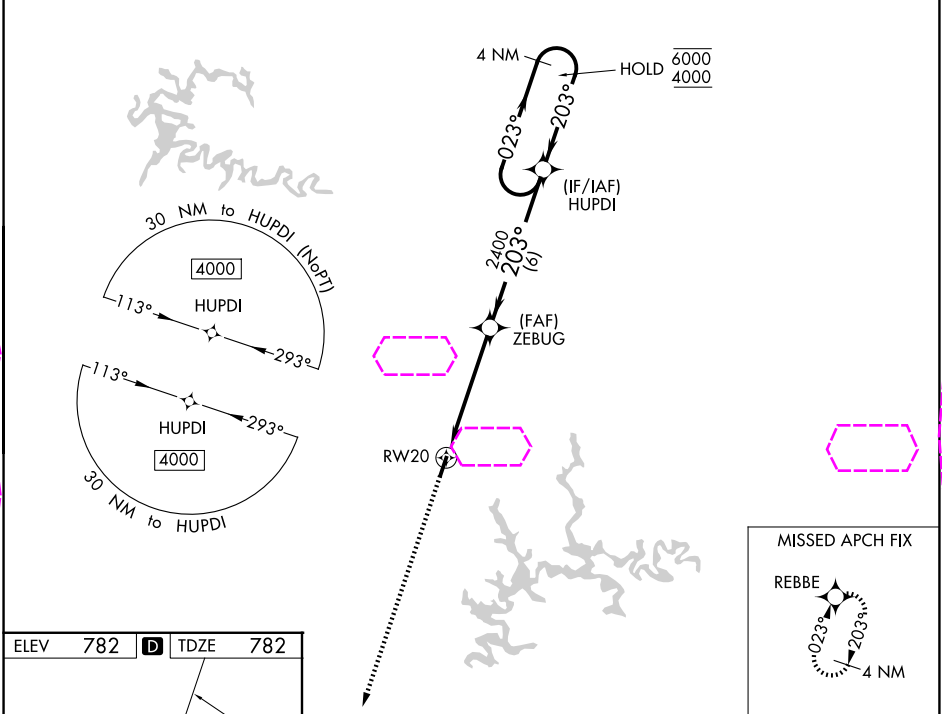 4 NM
HOLD
6000
4000
023°
203°
(IF/IAF)
HUPDI
2400
203°
(6)
30 NM to HUPDI (NoPT)
4000
HUPDI
113°
293°
(FAF)
ZEBUG
113°
293°
HUPDI
4000
30 NM to HUPDI
RW20
MISSED APCH FIX
REBBE
023°
203°
4 NM
ELEV 782 D TDZE 782